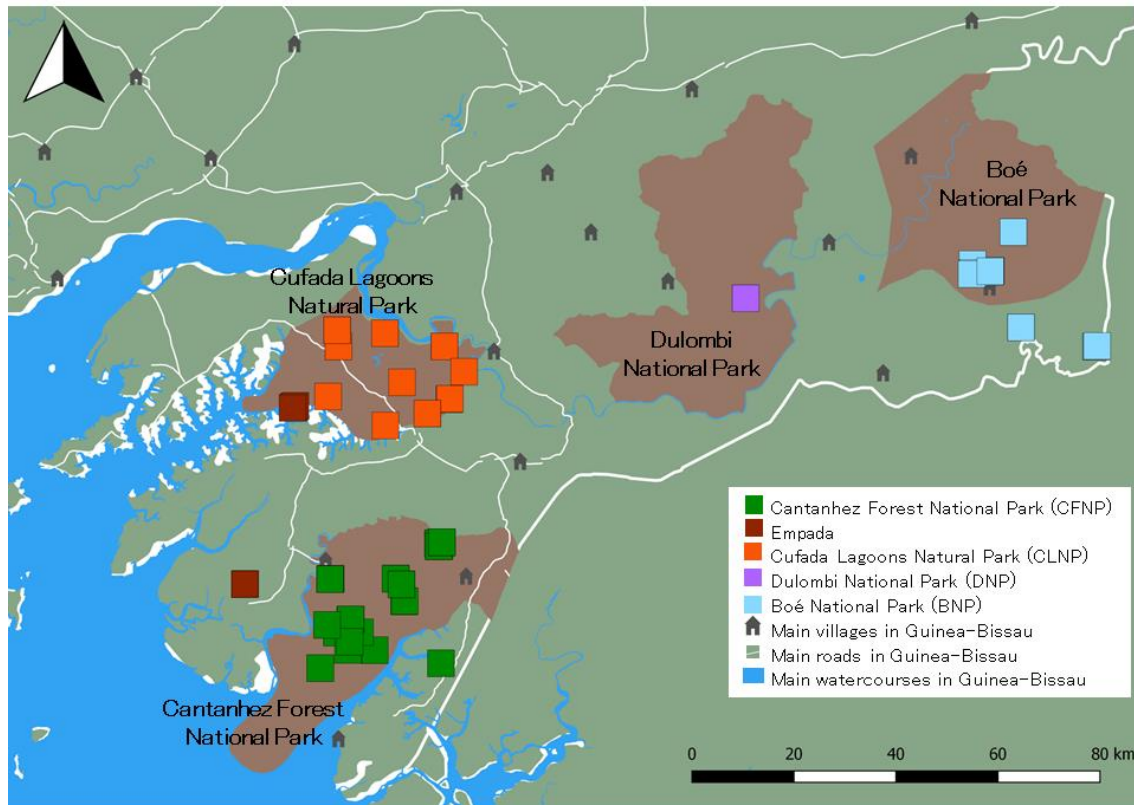 Boé
National Park
Cufada Lagoons
Natural Park
Dulombi
National Park
Cantanhez Forest
National Park
Cantanhez Forest National Park (CFNP)
Empada
Cufada Lagoons Natural Park (CLNP)
Dulombi National Park (DNP)
Boé National Park (BNP)
Main villages in Guinea-Bissau
Main roads in Guinea-Bissau
Main watercourses in Guinea-Bissau
0 20 40 60 80 km